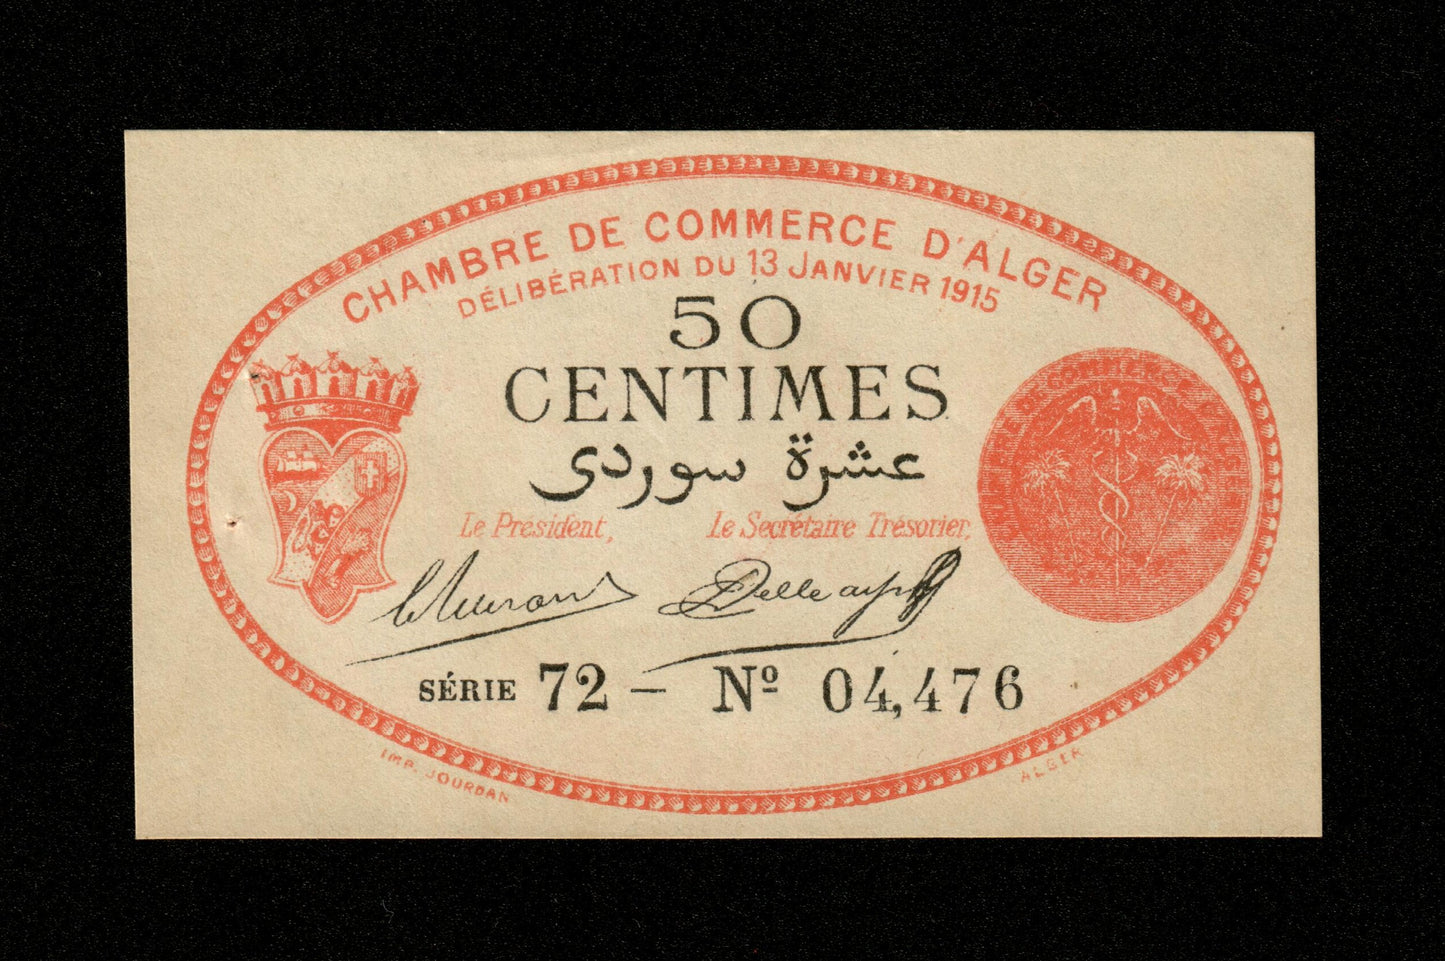 CHAMBRE DE COMMERCE D'ALGER
DÉLIBÉRATION DU 13 JANVIER 1915
50
CENTIMES
عشرة سوردى
Le Président,
Le Secrétaire Trésorier,
SÉRIE 72 – Nº 04,476
IMP. JOURDAN
ALGER